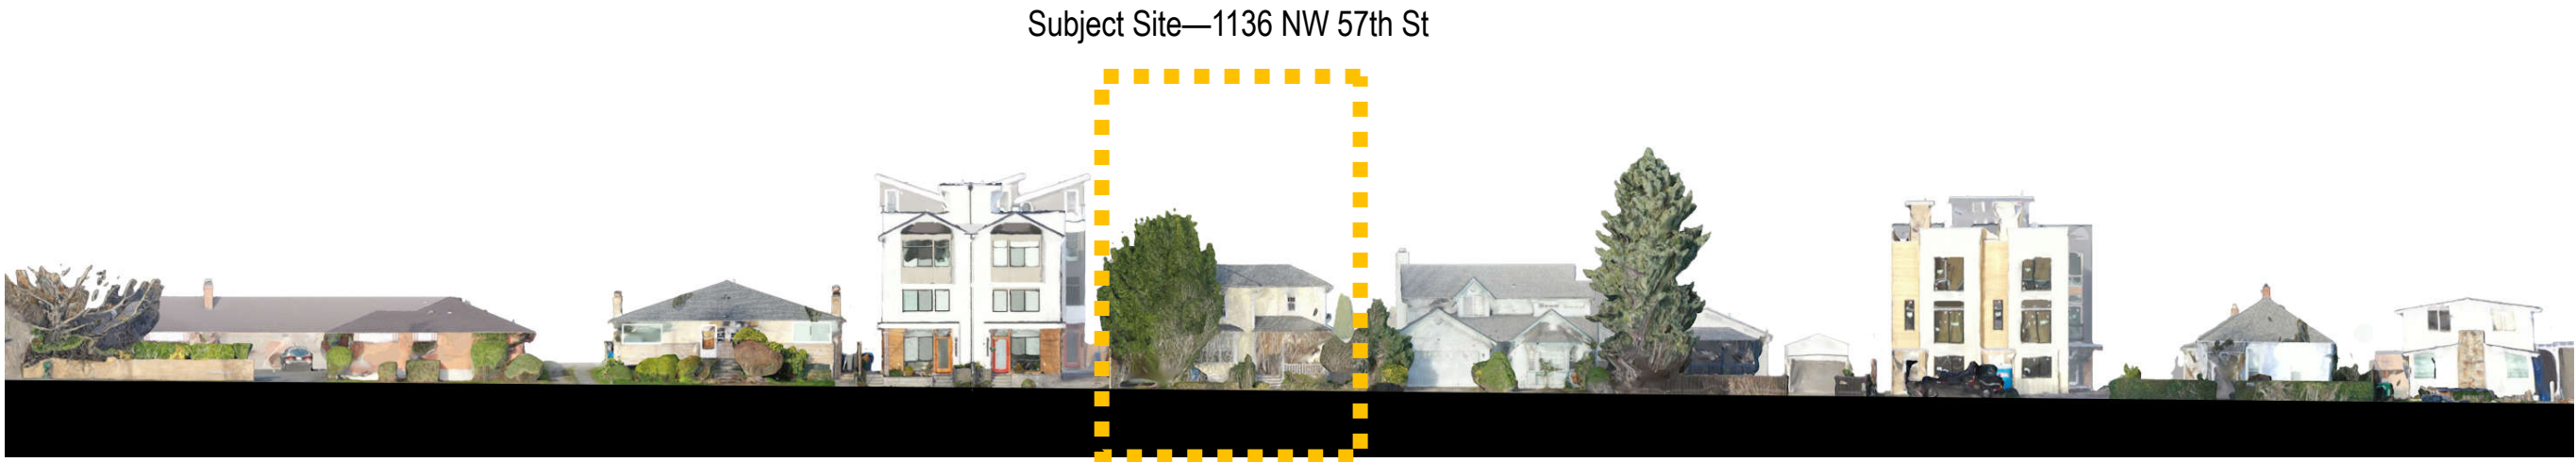 Subject Site—1136 NW 57th St